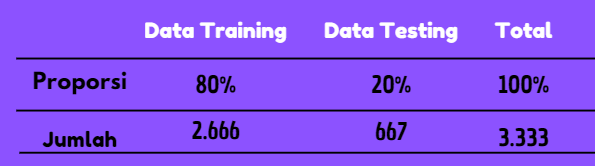 Data Training Data Testing Total
Proporsi 80% 20% 100%
Jumlah 2.666 667 3.333